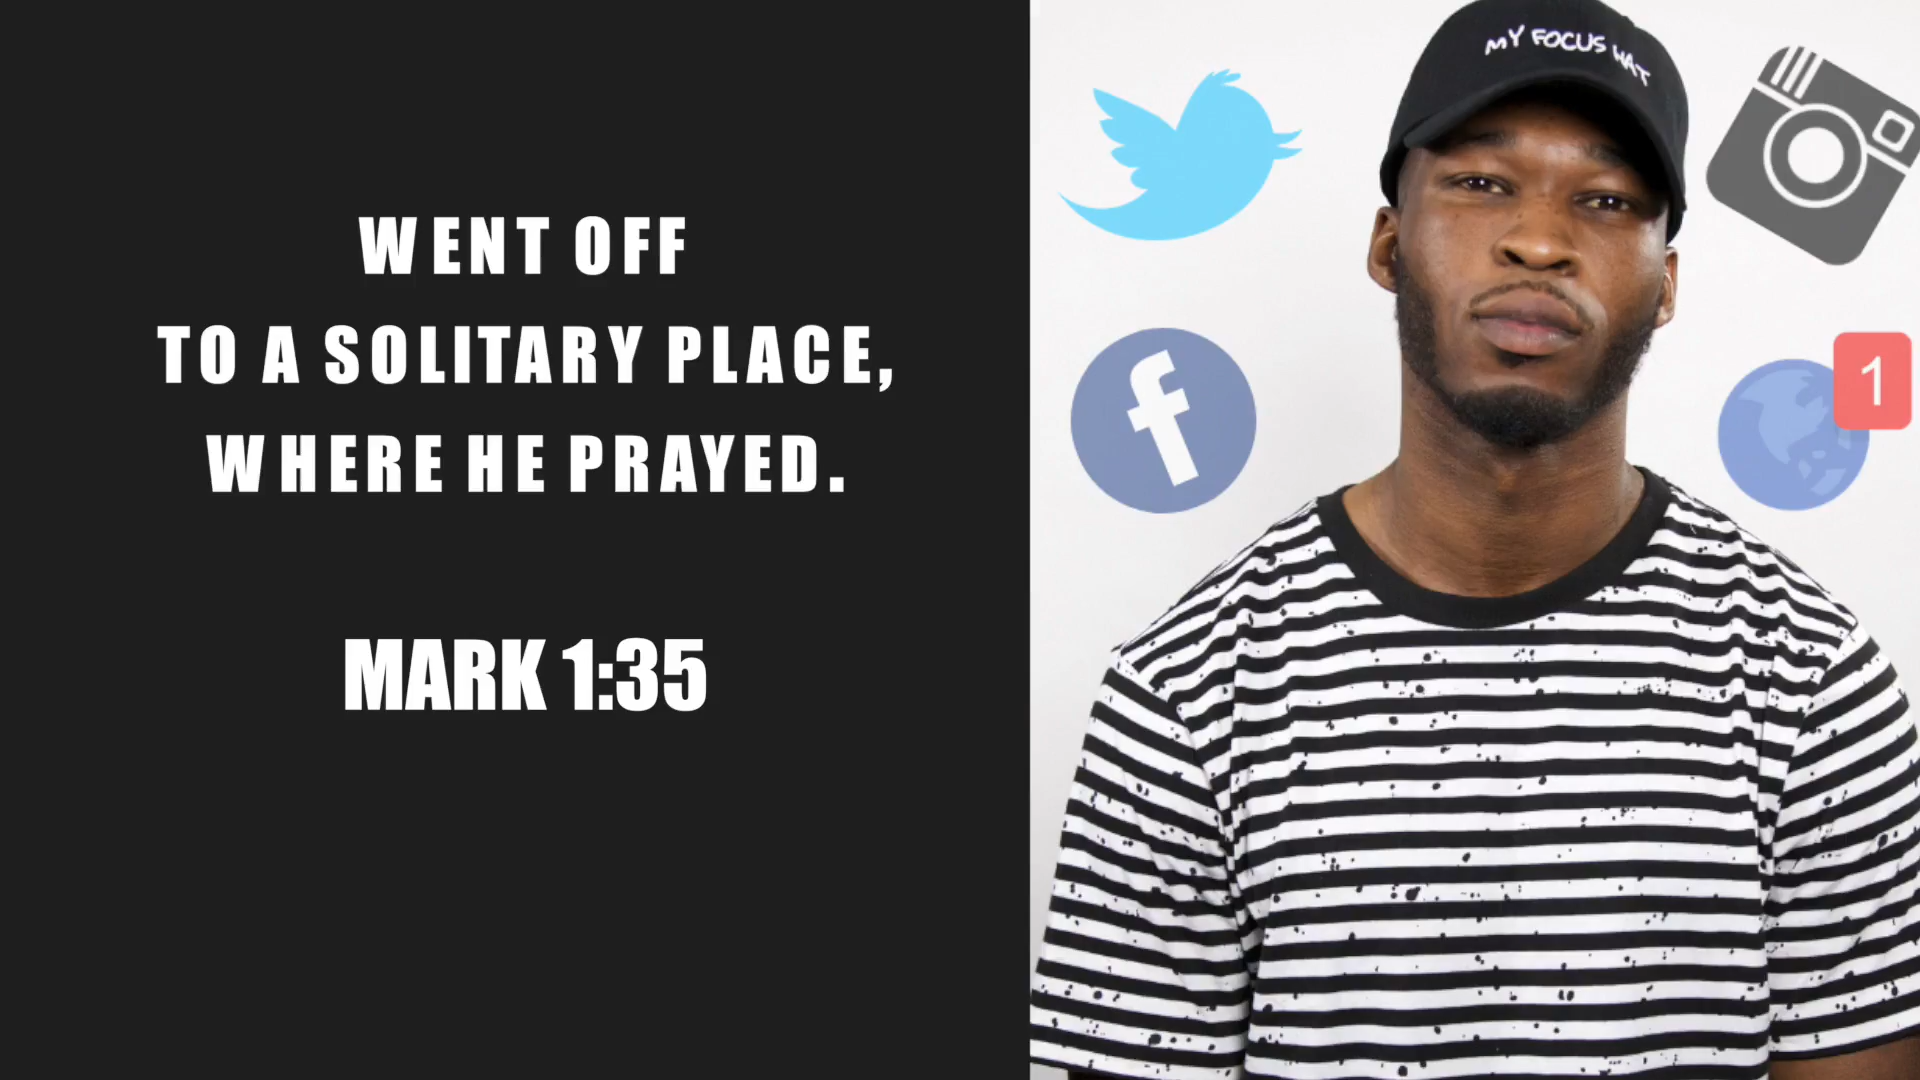 WENT OFF
TO A SOLITARY PLACE,
WHERE HE PRAYED.
MARK 1:35
MY FOCUS HAT
f
1